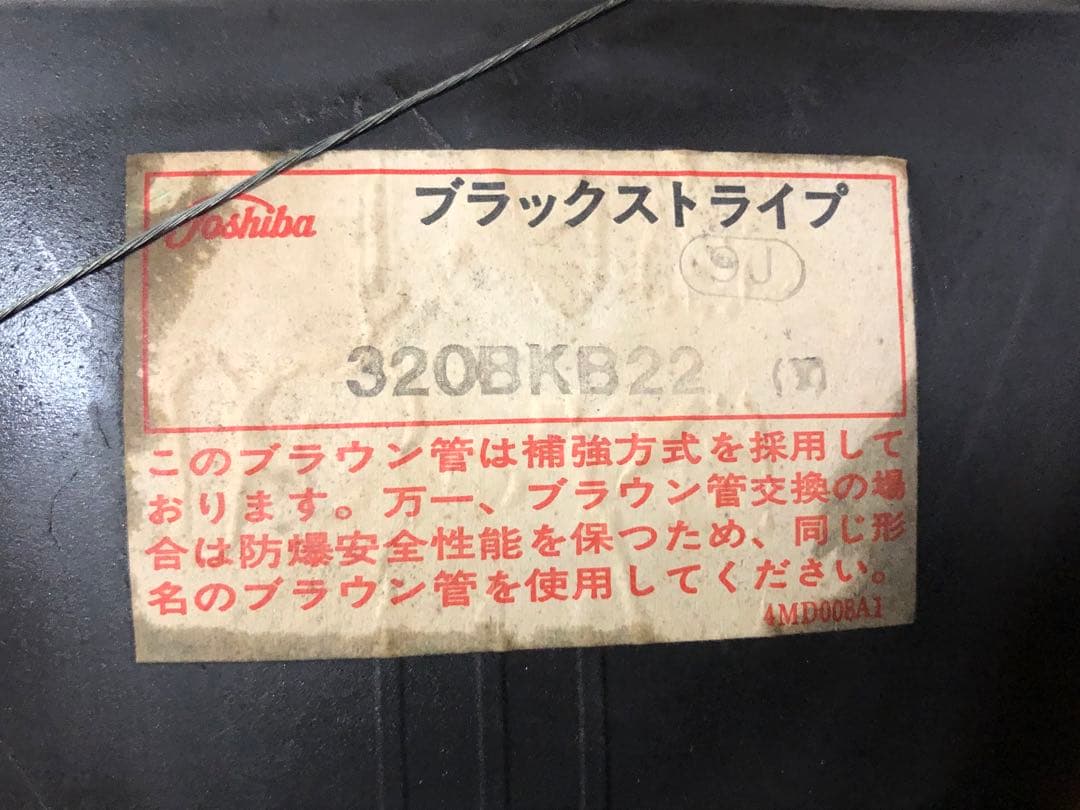 Toshiba
ブラックストライプ
9J
320BKB22
このブラウン管は補強方式を採用して
おります。万一、ブラウン管交換の場
合は防爆安全性能を保つため、同じ形
名のブラウン管を使用してください。
4MD008A1